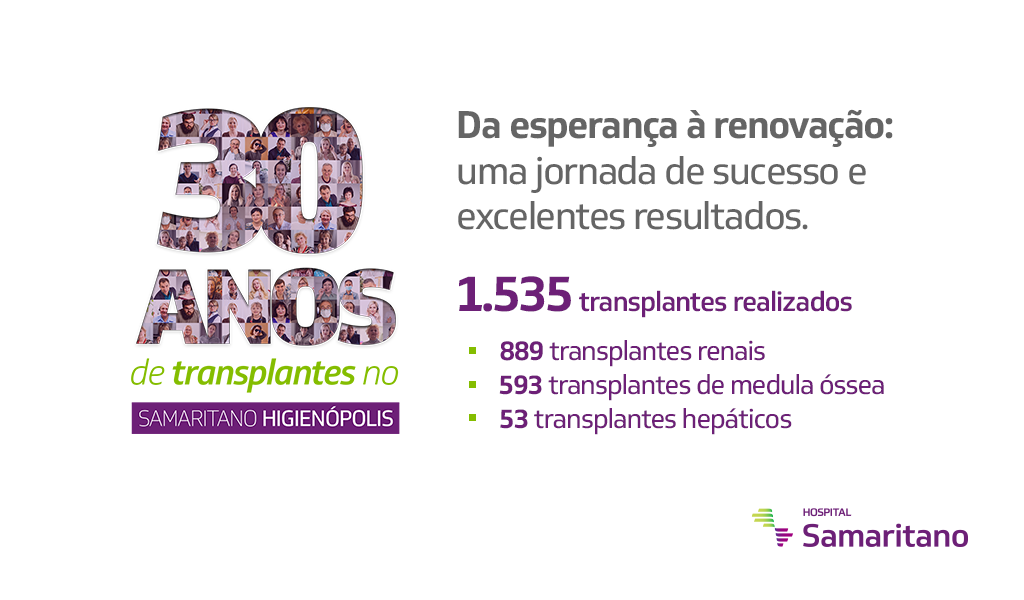 30
ANOS
de transplantes no
SAMARITANO HIGIENÓPOLIS
Da esperança à renovação:
uma jornada de sucesso e
excelentes resultados.
1.535 transplantes realizados
889 transplantes renais
593 transplantes de medula óssea
53 transplantes hepáticos
HOSPITAL
Samaritano